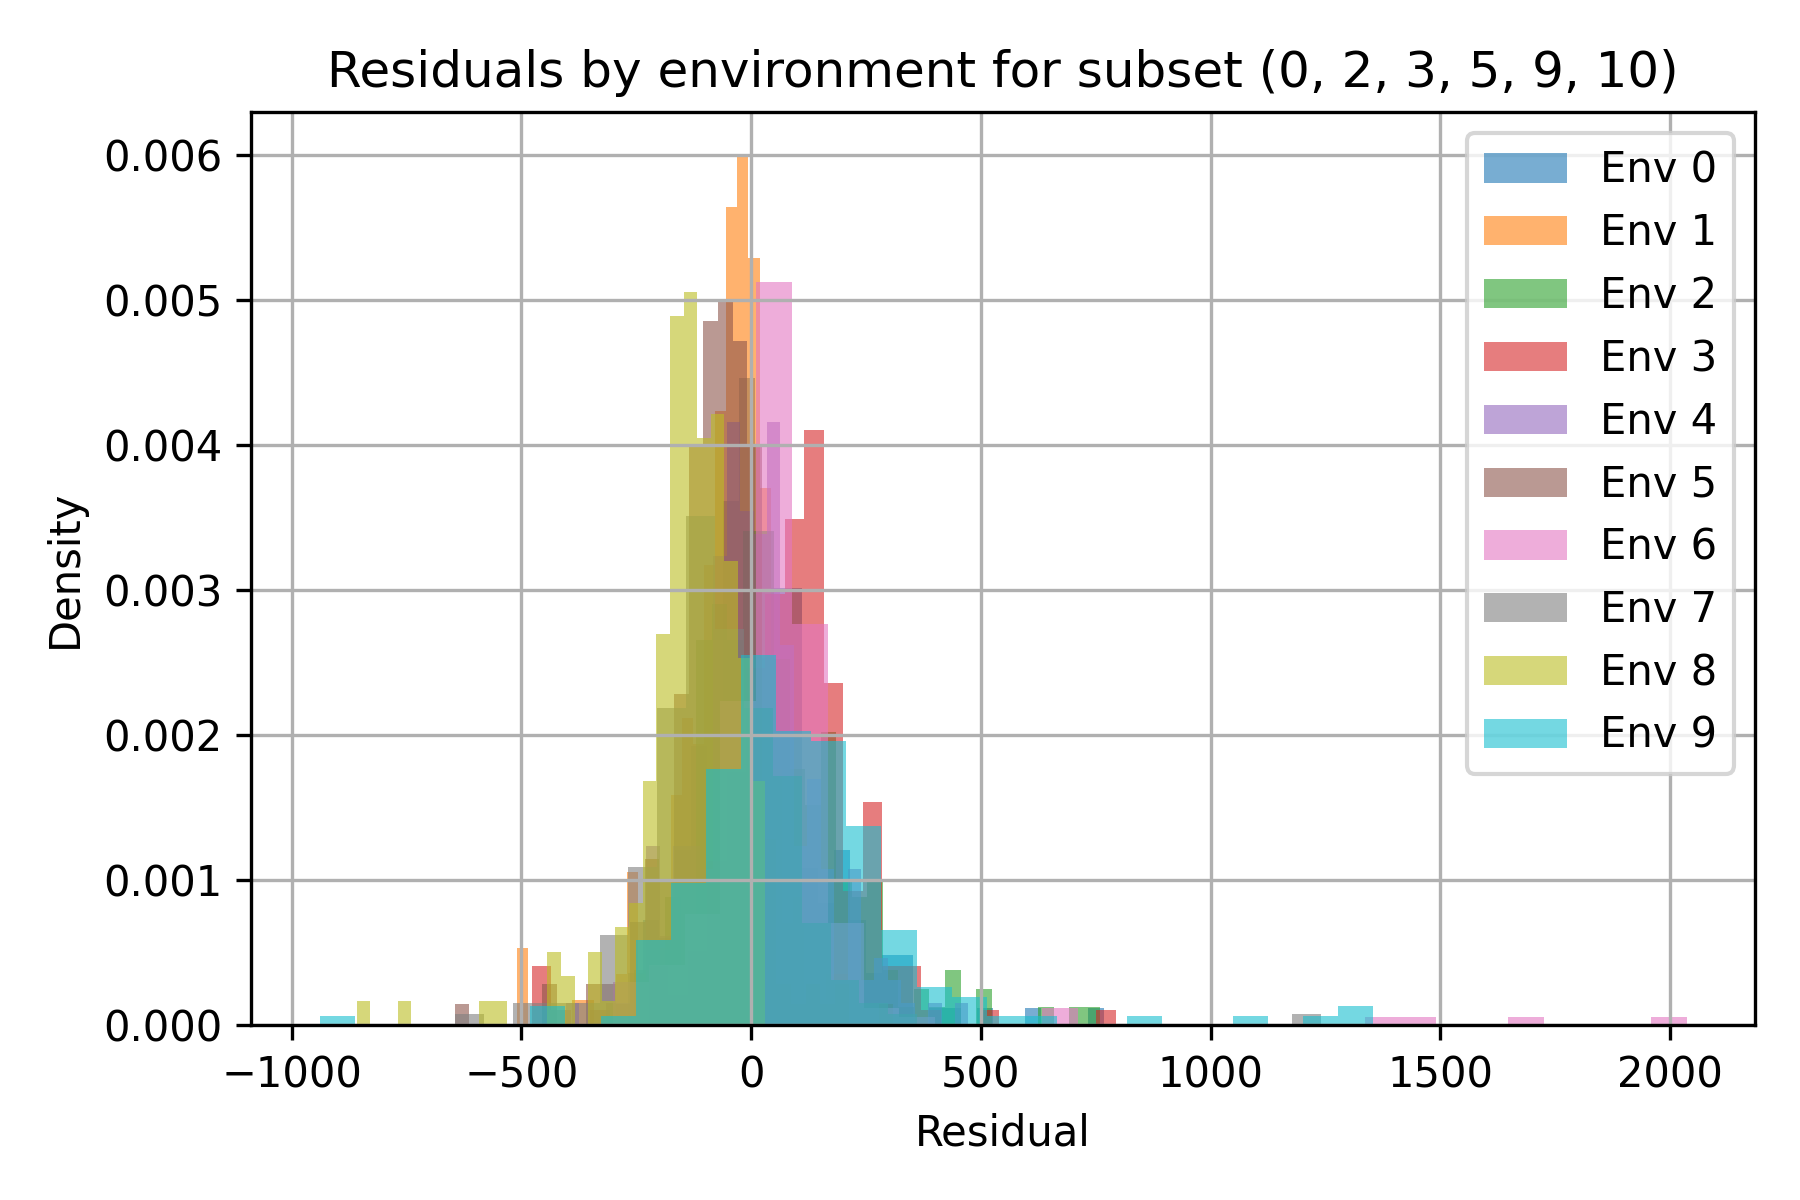 Residuals by environment for subset (0, 2, 3, 5, 9, 10)
0.006
0.005
0.004
0.003
0.002
0.001
0.000
Density
−1000
−500
0
500
1000
1500
2000
Residual
Env 0
Env 1
Env 2
Env 3
Env 4
Env 5
Env 6
Env 7
Env 8
Env 9